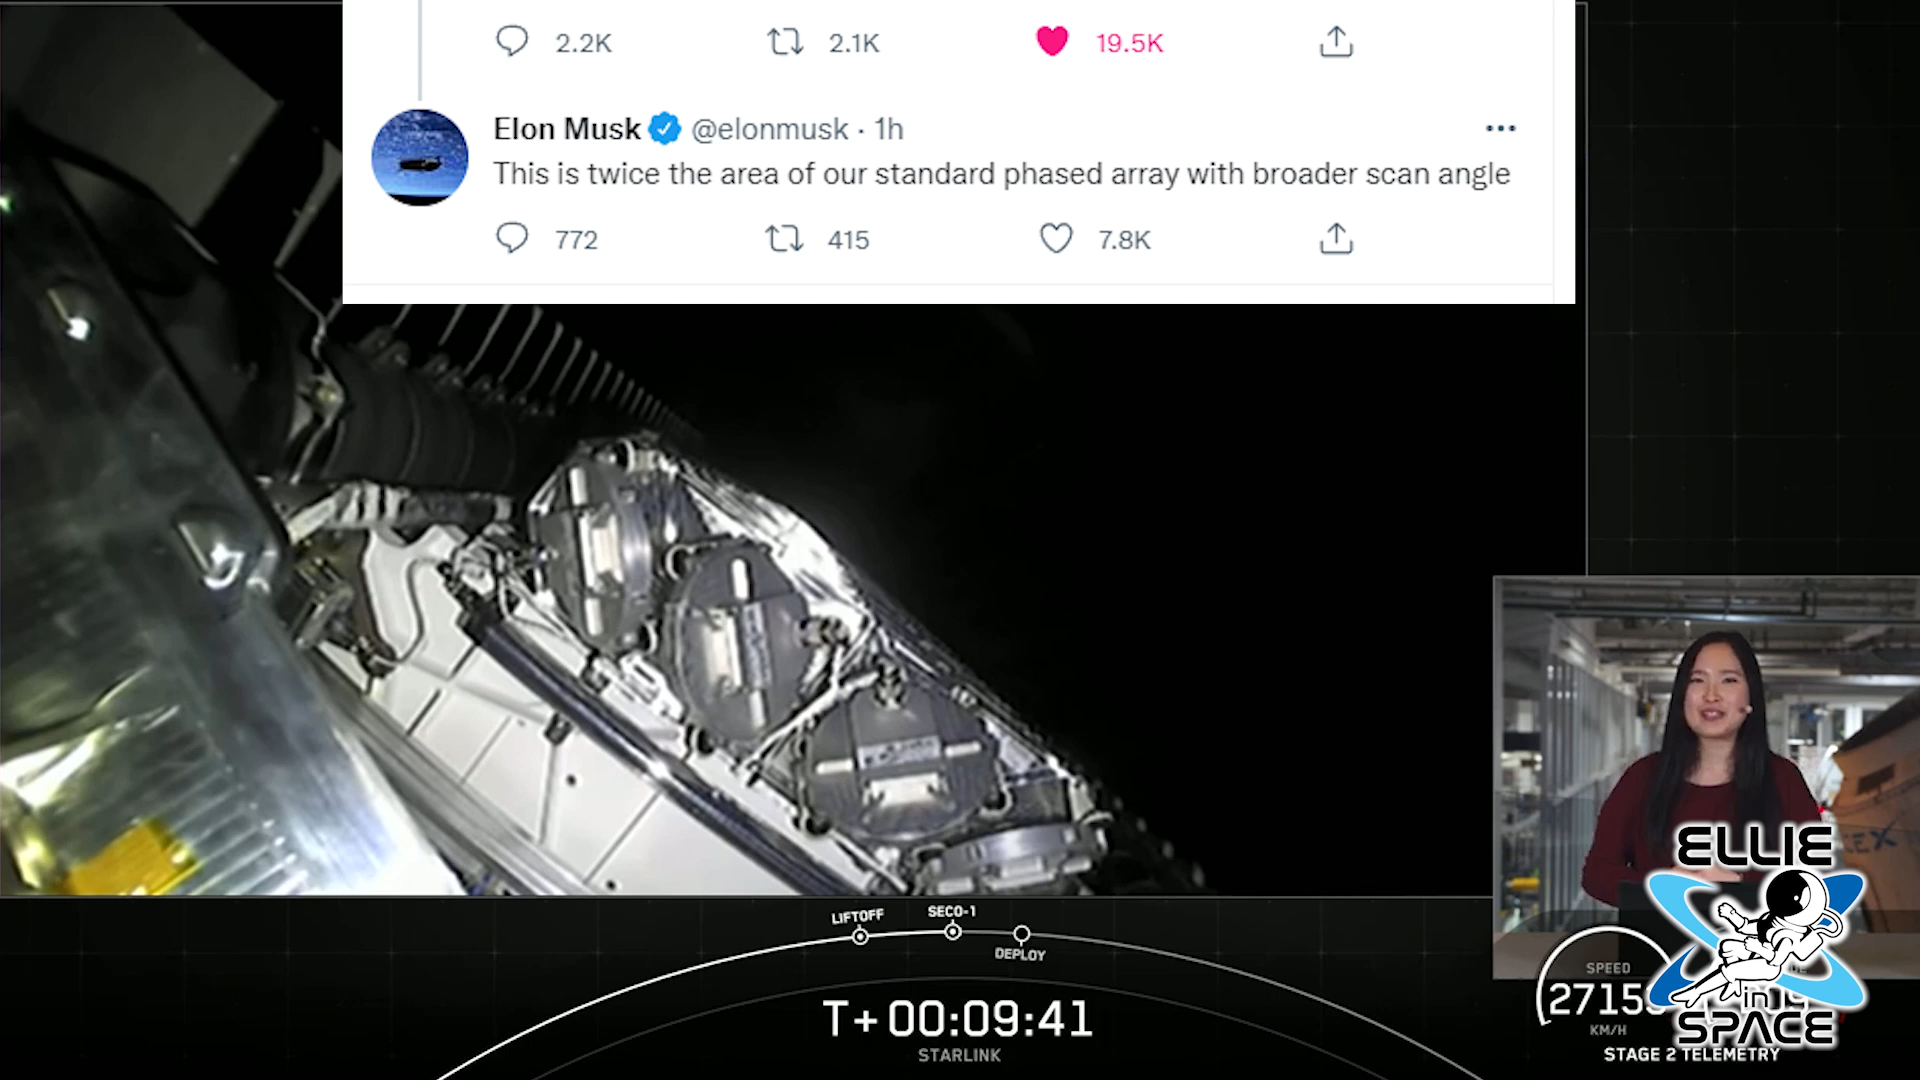 2.2K 2.1K 19.5K
Elon Musk @elonmusk · 1h
This is twice the area of our standard phased array with broader scan angle
772 415 7.8K
LIFTOFF SECO-1
DEPLOY
T+00:09:41
STARLINK
SPEED
KM/H
STAGE 2 TELEMETRY
ELLIE
in
SPACE